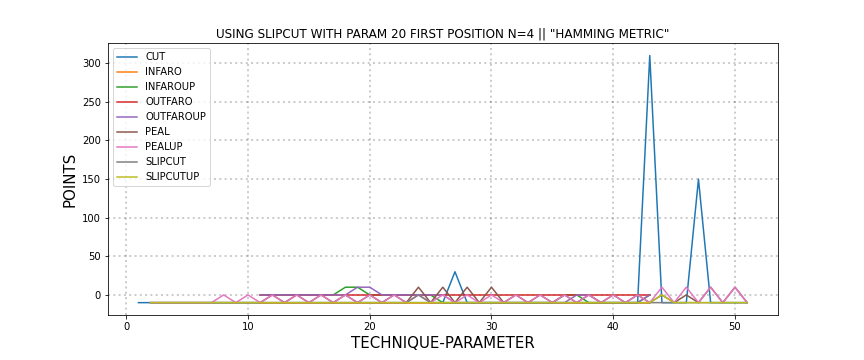 USING SLIPCUT WITH PARAM 20 FIRST POSITION N=4 || "HAMMING METRIC"
CUT
INFARO
INFAROUP
OUTFARO
OUTFAROUP
PEAL
PEALUP
SLIPCUT
SLIPCUTUP
POINTS
300
250
200
150
100
50
0
0 10 20 30 40 50
TECHNIQUE-PARAMETER